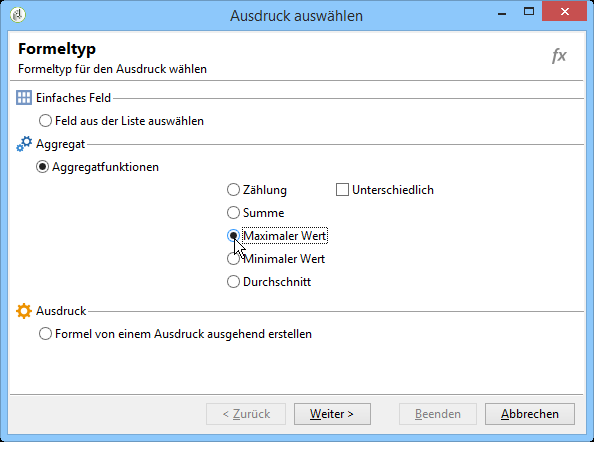 Ausdruck auswählen
Formeltyp
Formeltyp für den Ausdruck wählen
fx
Einfaches Feld
Feld aus der Liste auswählen
Aggregat
Aggregatfunktionen
Zählung
Unterschiedlich
Summe
Maximaler Wert
Minimaler Wert
Durchschnitt
Ausdruck
Formel von einem Ausdruck ausgehend erstellen
< Zurück
Weiter >
Beenden
Abbrechen